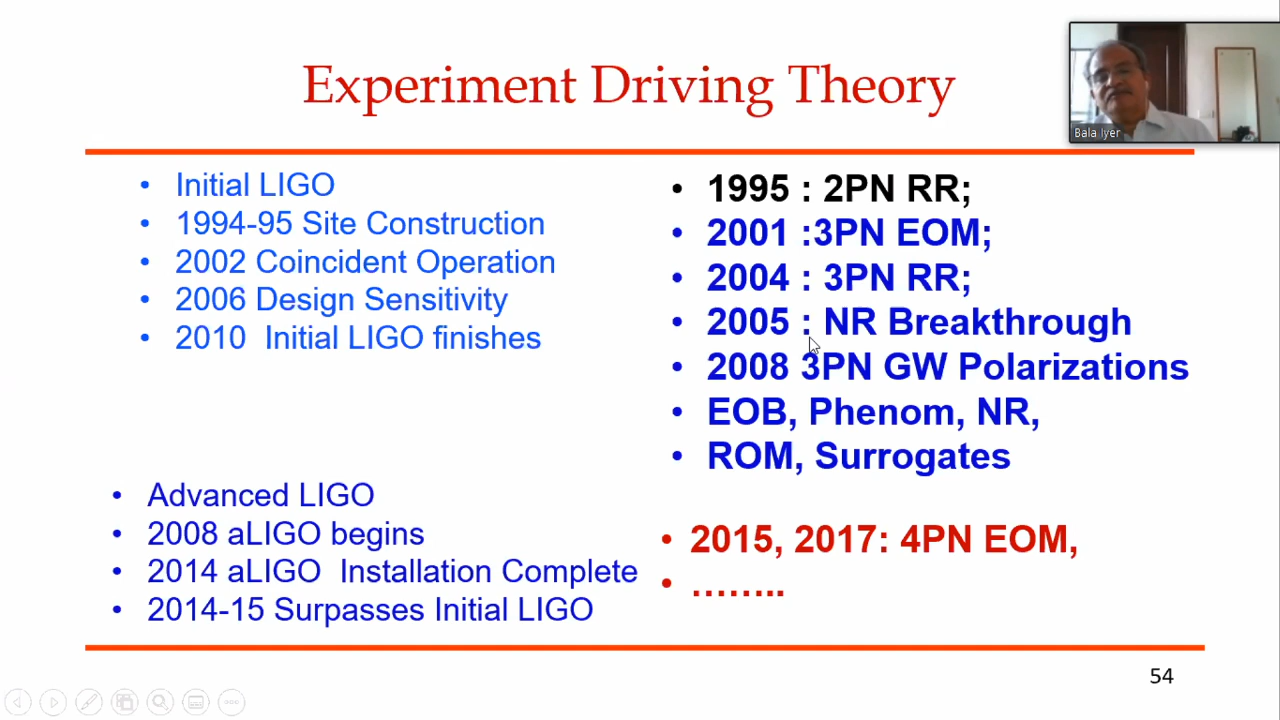 Experiment Driving Theory
Bala Iyer
• Initial LIGO
• 1994-95 Site Construction
• 2002 Coincident Operation
• 2006 Design Sensitivity
• 2010 Initial LIGO finishes
• Advanced LIGO
• 2008 aLIGO begins
• 2014 aLIGO Installation Complete
• 2014-15 Surpasses Initial LIGO
• 1995 : 2PN RR;
• 2001 :3PN EOM;
• 2004 : 3PN RR;
• 2005 : NR Breakthrough
• 2008 3PN GW Polarizations
• EOB, Phenom, NR,
• ROM, Surrogates
• 2015, 2017: 4PN EOM,
• ……..
54